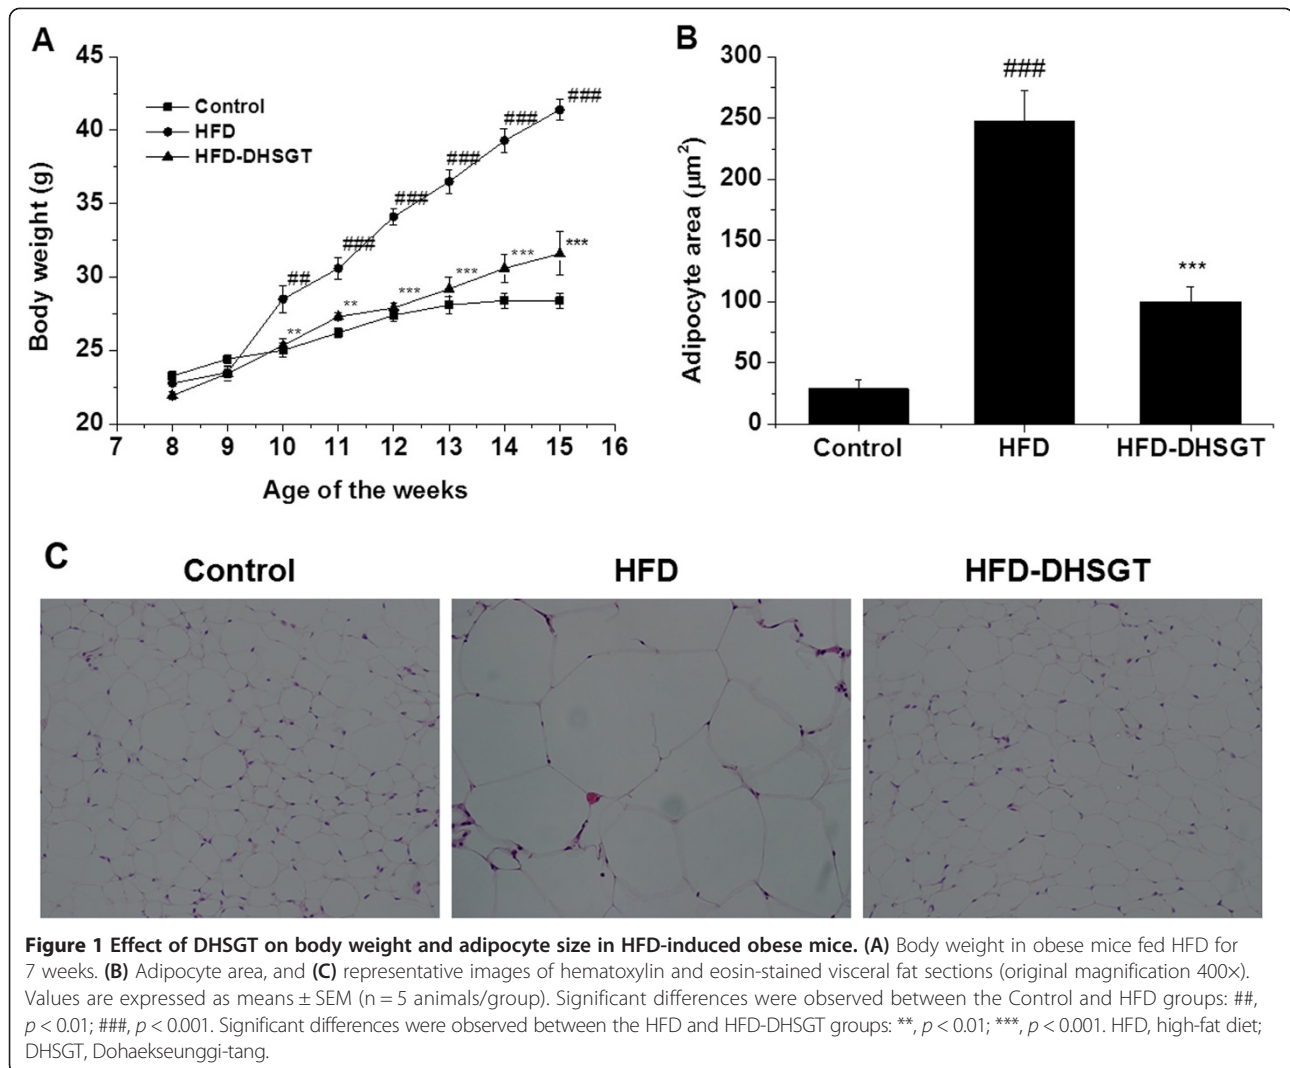 A
B
45
40
35
30
25
20
Body weight (g)
Control
HFD
HFD-DHSGT
##
###
###
###
###
###
**
**
***
***
***
***
7 8 9 10 11 12 13 14 15 16
Age of the weeks
300
250
200
150
100
50
0
Adipocyte area (μm²)
###
***
Control HFD HFD-DHSGT
C
Control HFD HFD-DHSGT
Figure 1 Effect of DHSGT on body weight and adipocyte size in HFD-induced obese mice. (A) Body weight in obese mice fed HFD for
7 weeks. (B) Adipocyte area, and (C) representative images of hematoxylin and eosin-stained visceral fat sections (original magnification 400×).
Values are expressed as means ± SEM (n = 5 animals/group). Significant differences were observed between the Control and HFD groups: ##,
p < 0.01; ###, p < 0.001. Significant differences were observed between the HFD and HFD-DHSGT groups: **, p < 0.01; ***, p < 0.001. HFD, high-fat diet;
DHSGT, Dohaekseunggi-tang.